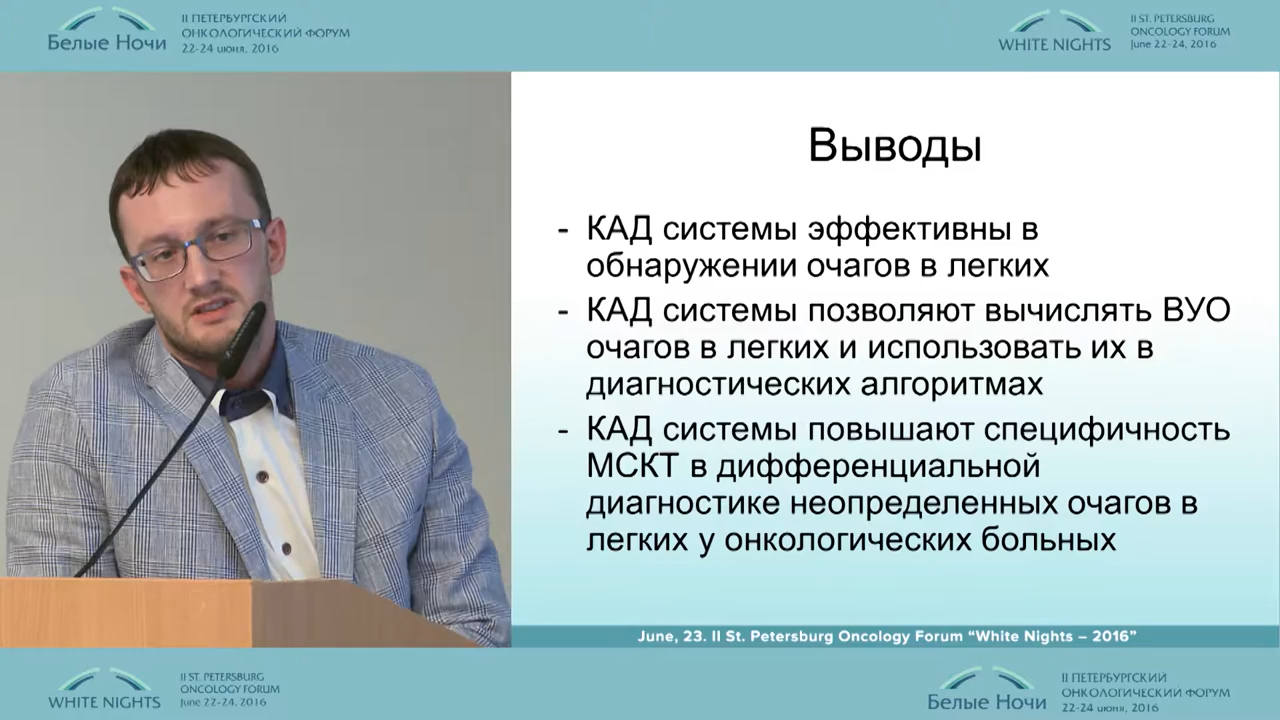 Белые Ночи
II ПЕТЕРБУРГСКИЙ
ОНКОЛОГИЧЕСКИЙ ФОРУМ
22-24 июня, 2016
WHITE NIGHTS
II ST. PETERSBURG
ONCOLOGY FORUM
June 22-24, 2016
Выводы
- КАД системы эффективны в
обнаружении очагов в легких
- КАД системы позволяют вычислять ВУО
очагов в легких и использовать их в
диагностических алгоритмах
- КАД системы повышают специфичность
МСКТ в дифференциальной
диагностике неопределенных очагов в
легких у онкологических больных
June, 23. II St. Petersburg Oncology Forum “White Nights – 2016”
WHITE NIGHTS
II ST. PETERSBURG
ONCOLOGY FORUM
June 22-24, 2016
Белые Ночи
II ПЕТЕРБУРГСКИЙ
ОНКОЛОГИЧЕСКИЙ ФОРУМ
22-24 июня, 2016